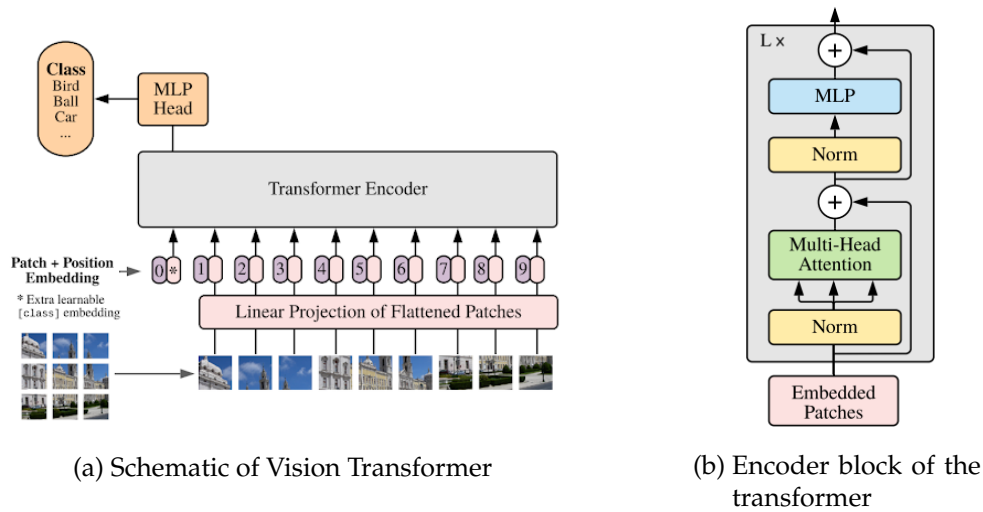 Class
Bird
Ball
Car
...
MLP
Head
Transformer Encoder
Patch + Position
Embedding
* Extra learnable
[class] embedding
0 * 1 2 3 4 5 6 7 8 9
Linear Projection of Flattened Patches
(a) Schematic of Vision Transformer
L ×
+
MLP
Norm
+
Multi-Head
Attention
Norm
Embedded
Patches
(b) Encoder block of the
transformer